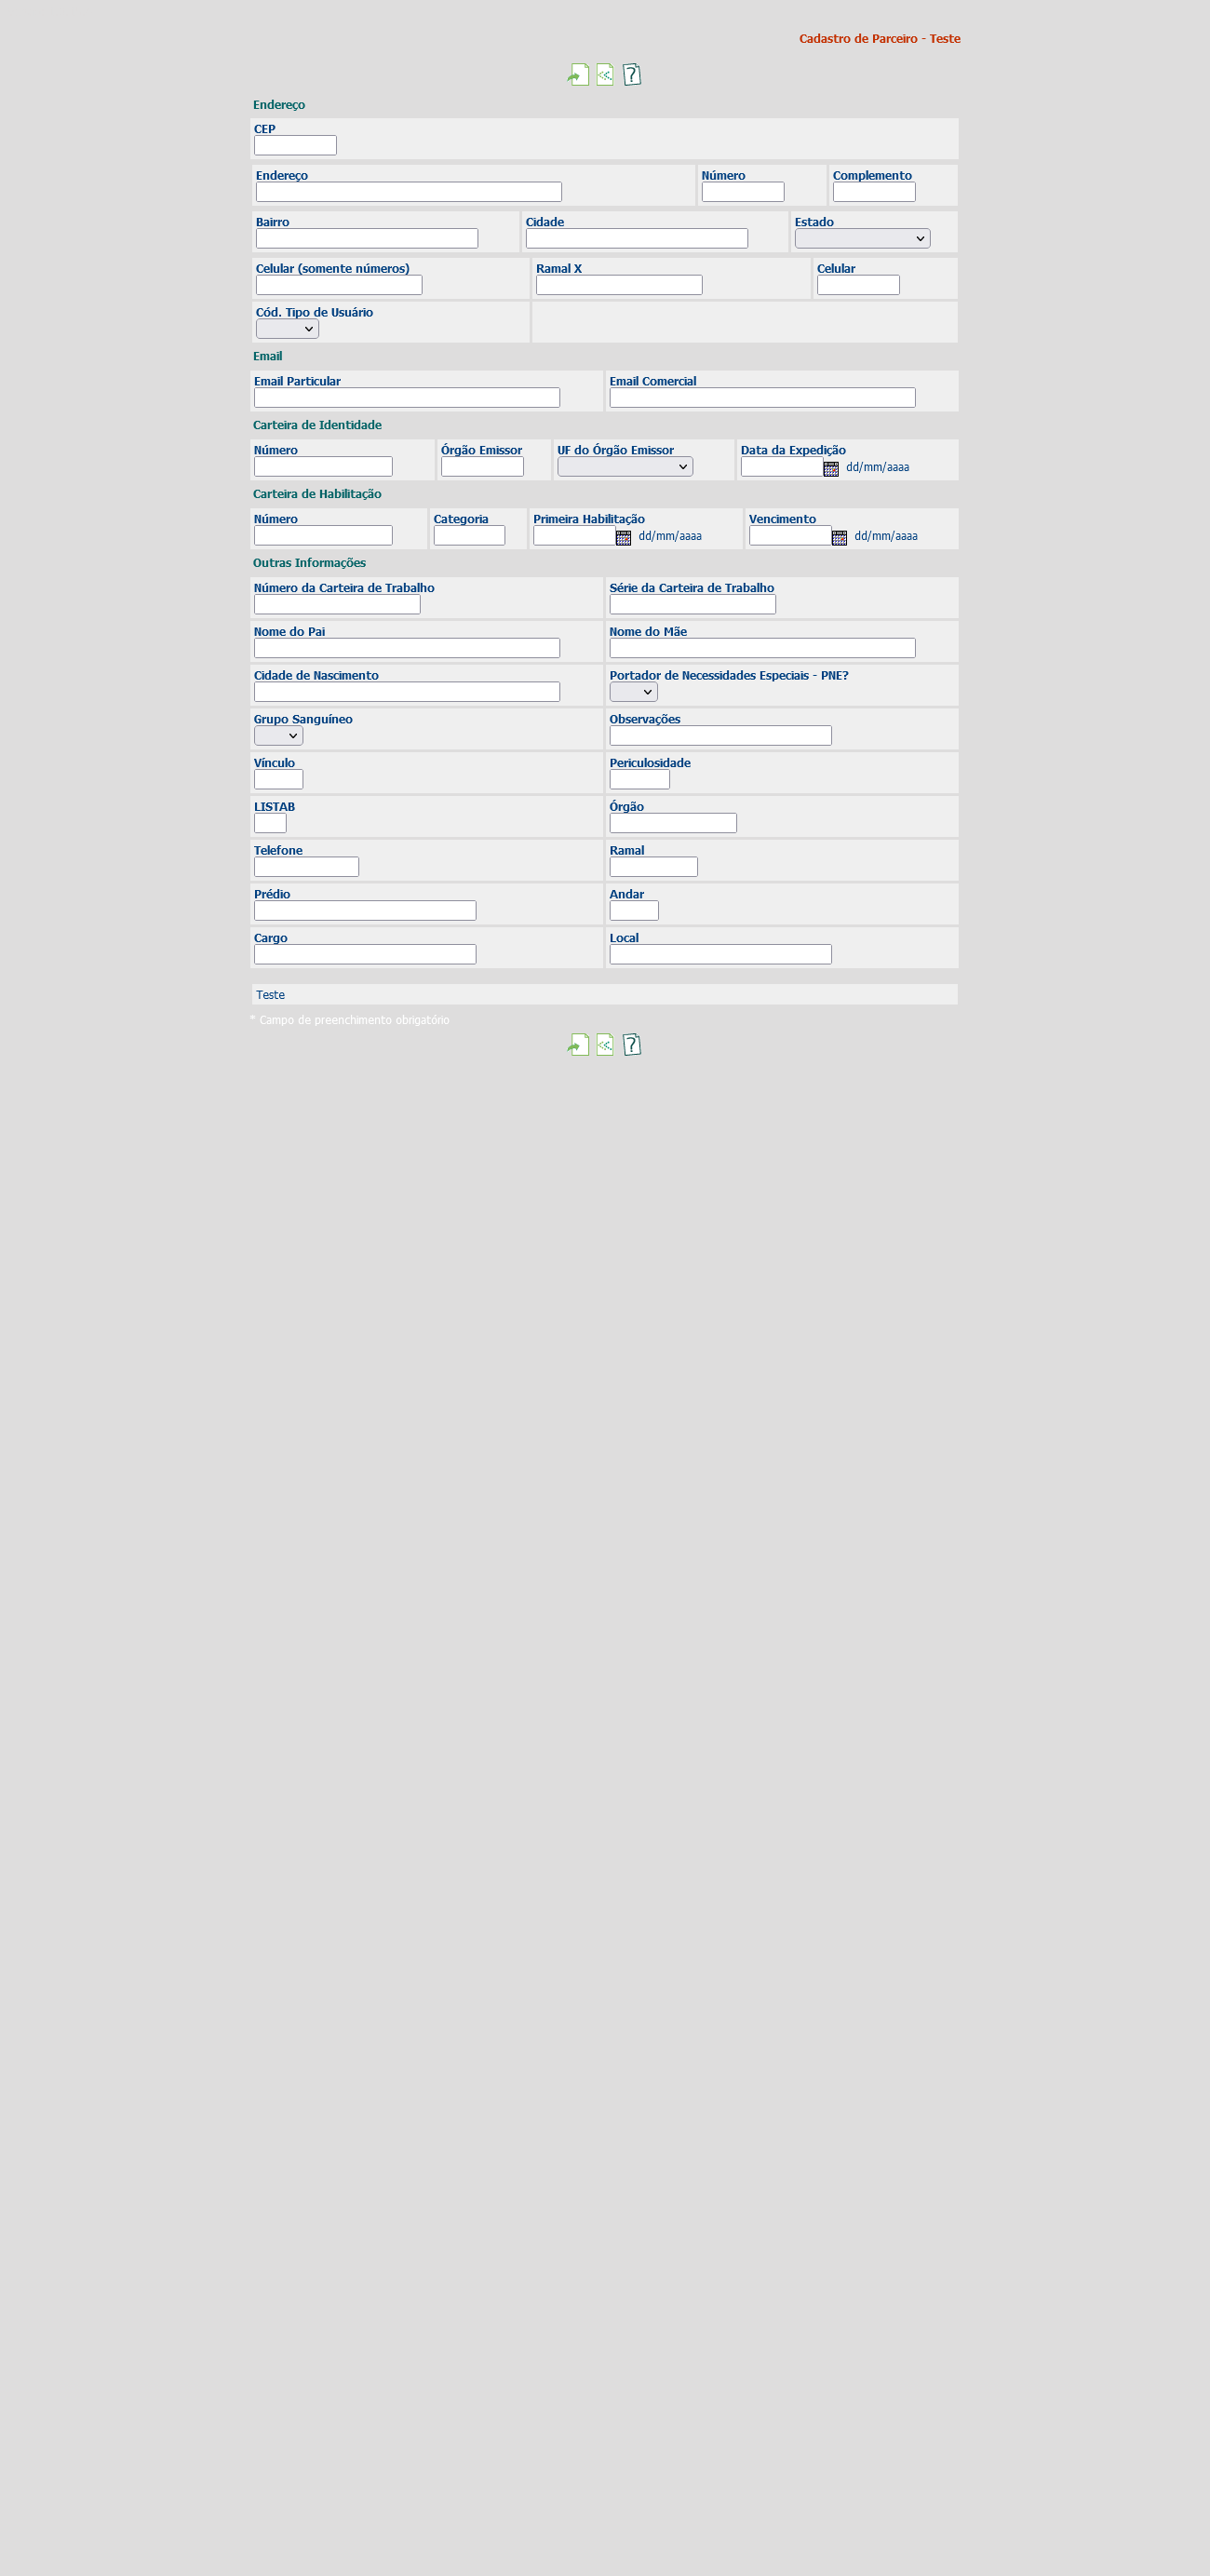 Cadastro de Parceiro - Teste
Endereço
CEP
Endereço Número Complemento
Bairro Cidade Estado
Celular (somente números) Ramal X Celular
Cód. Tipo de Usuário
Email
Email Particular Email Comercial
Carteira de Identidade
Número Órgão Emissor UF do Órgão Emissor Data da Expedição
dd/mm/aaaa
Carteira de Habilitação
Número Categoria Primeira Habilitação Vencimento
dd/mm/aaaa dd/mm/aaaa
Outras Informações
Número da Carteira de Trabalho Série da Carteira de Trabalho
Nome do Pai Nome do Mãe
Cidade de Nascimento Portador de Necessidades Especiais - PNE?
Grupo Sanguíneo Observações
Vínculo Periculosidade
LISTAB Órgão
Telefone Ramal
Prédio Andar
Cargo Local
Teste
* Campo de preenchimento obrigatório